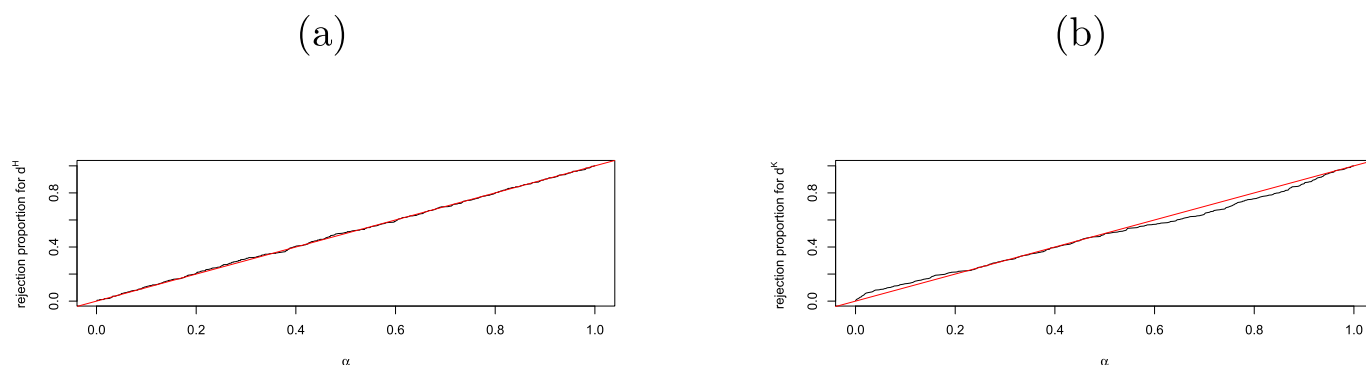 (a)
rejection proportion for d^H
0.0 0.4 0.8
0.0 0.2 0.4 0.6 0.8 1.0
α
(b)
rejection proportion for d^K
0.0 0.4 0.8
0.0 0.2 0.4 0.6 0.8 1.0
α